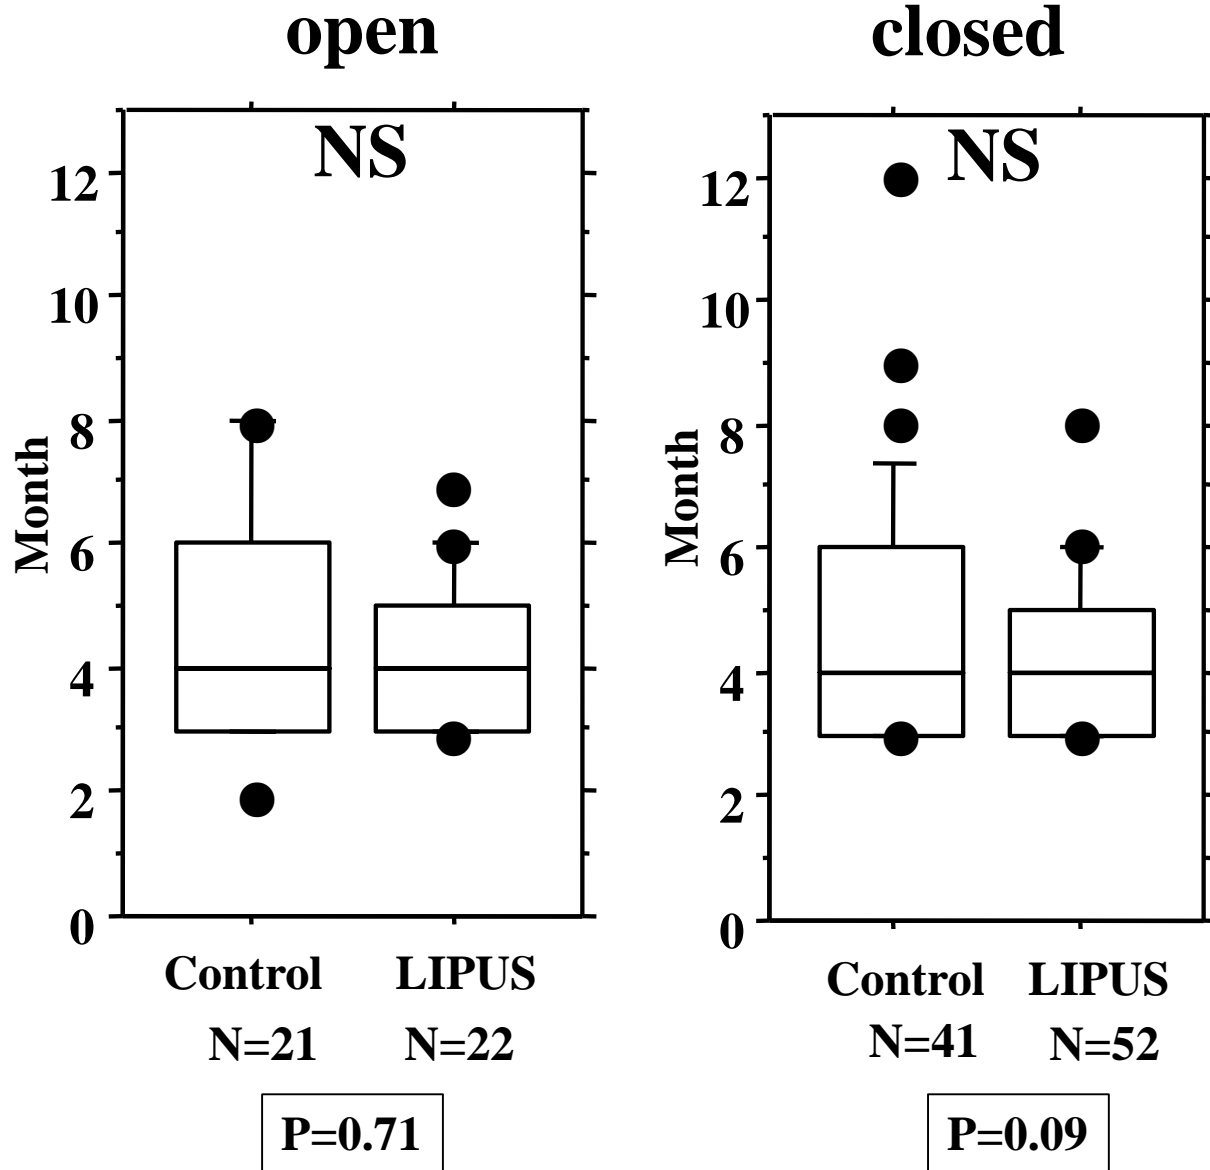 open
NS
12
10
8
6
4
2
0
Month
Control LIPUS
N=21 N=22
P=0.71
closed
NS
12
10
8
6
4
2
0
Month
Control LIPUS
N=41 N=52
P=0.09